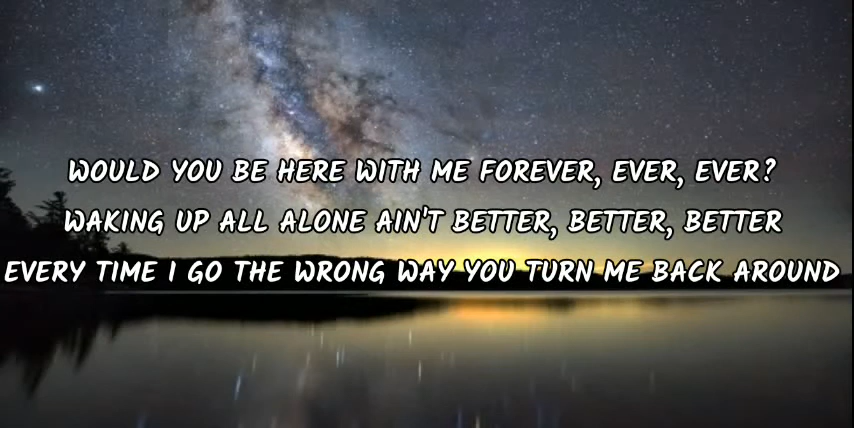 WOULD YOU BE HERE WITH ME FOREVER, EVER, EVER?
WAKING UP ALL ALONE AIN'T BETTER, BETTER, BETTER
EVERY TIME I GO THE WRONG WAY YOU TURN ME BACK AROUND